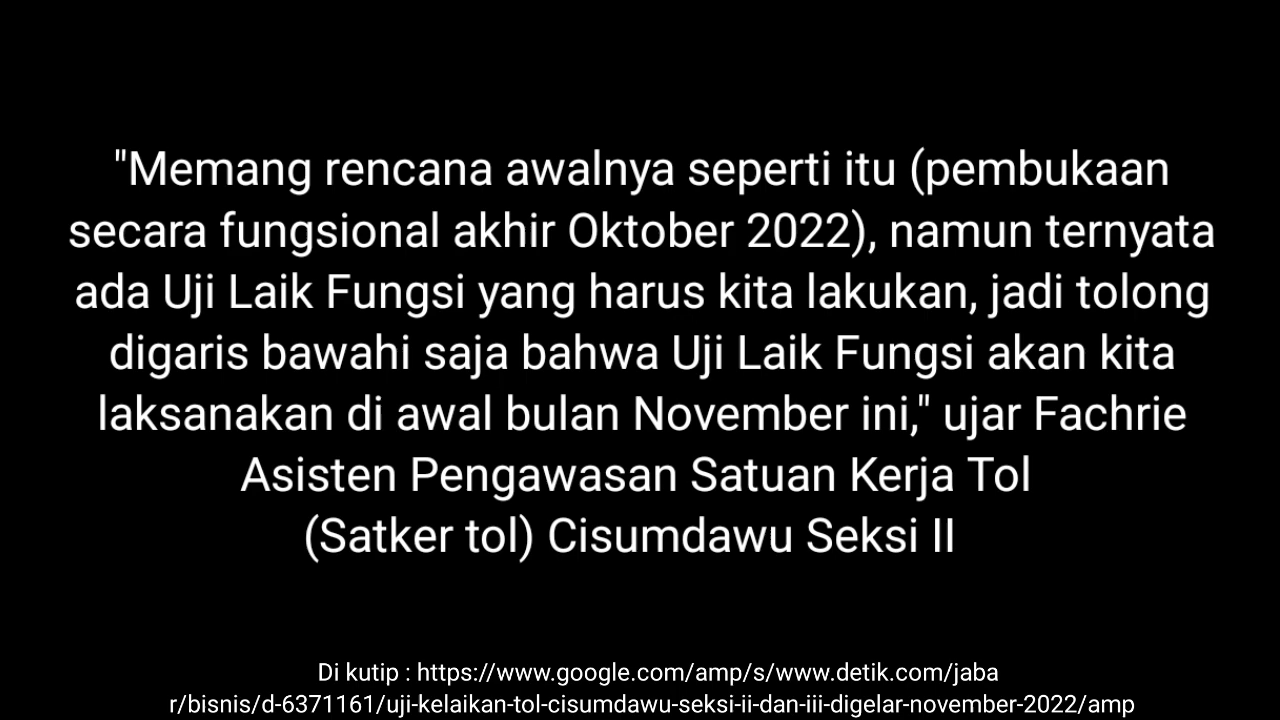 "Memang rencana awalnya seperti itu (pembukaan
secara fungsional akhir Oktober 2022), namun ternyata
ada Uji Laik Fungsi yang harus kita lakukan, jadi tolong
digaris bawahi saja bahwa Uji Laik Fungsi akan kita
laksanakan di awal bulan November ini," ujar Fachrie
Asisten Pengawasan Satuan Kerja Tol
(Satker tol) Cisumdawu Seksi II
Di kutip : https://www.google.com/amp/s/www.detik.com/jaba
r/bisnis/d-6371161/uji-kelaikan-tol-cisumdawu-seksi-ii-dan-iii-digelar-november-2022/amp